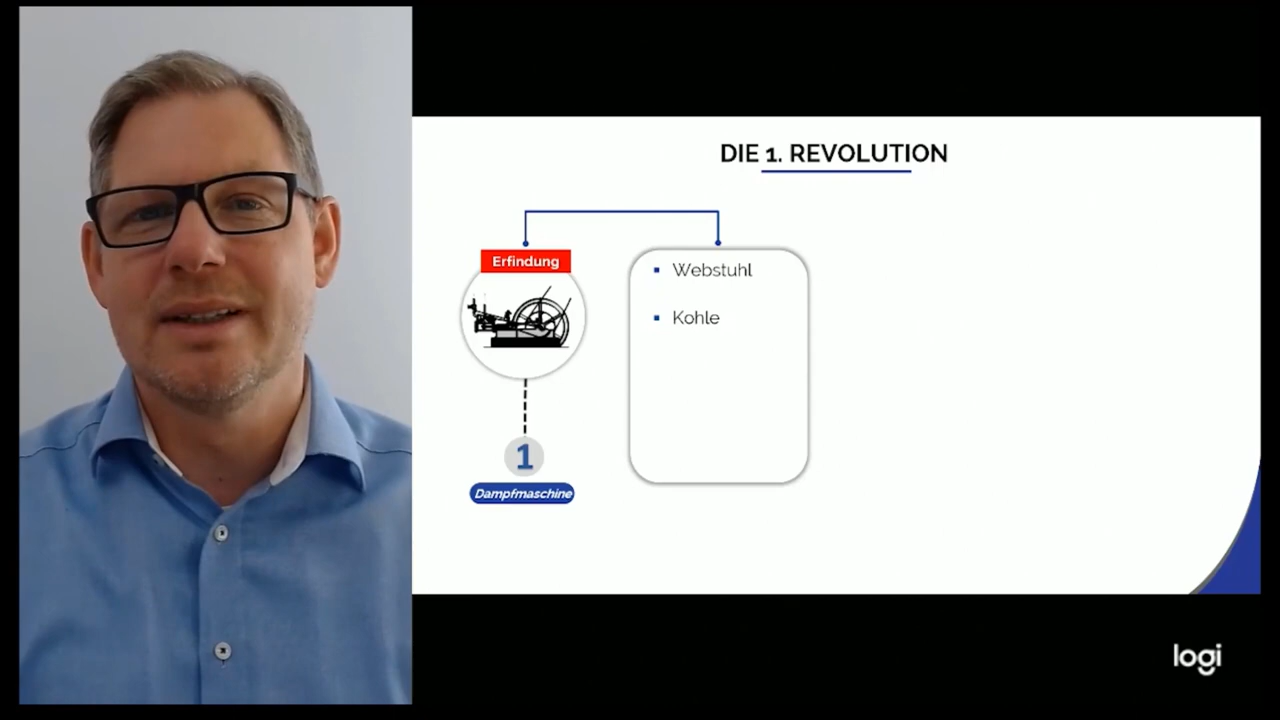 DIE 1. REVOLUTION
Erfindung
Webstuhl
Kohle
1
Dampfmaschine
logi